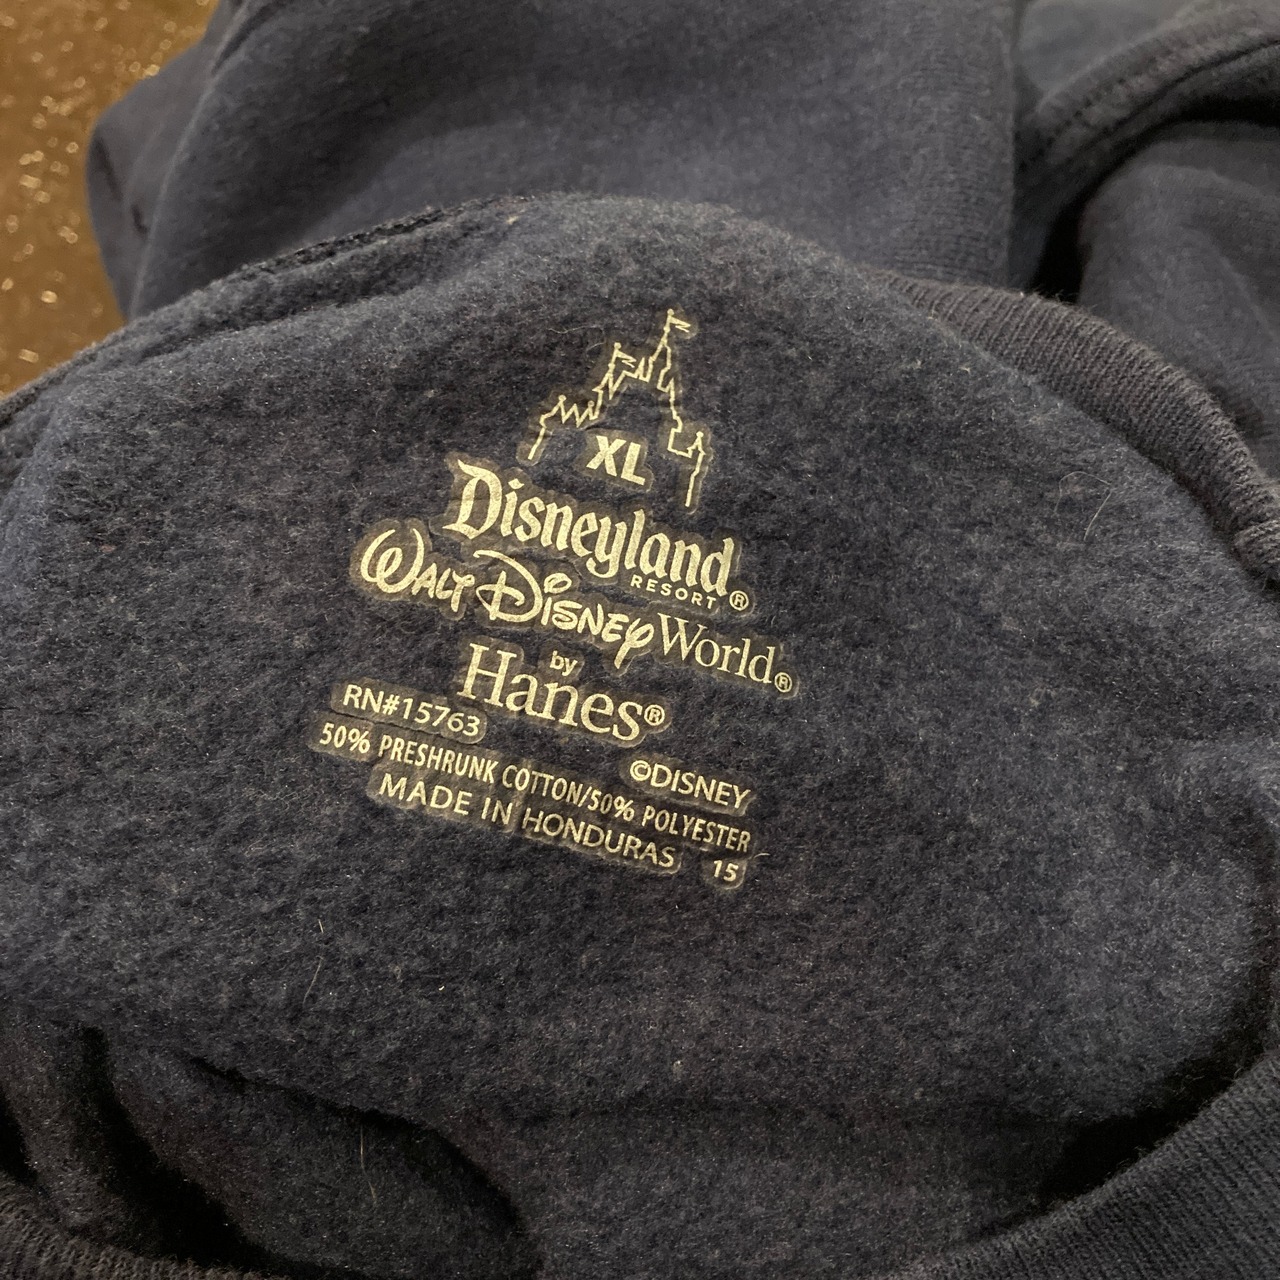 XL
Disneyland
RESORT®
WALT DISNEY World®
by
Hanes®
RN#15763
©DISNEY
50% PRESHRUNK COTTON/50% POLYESTER
MADE IN HONDURAS 15